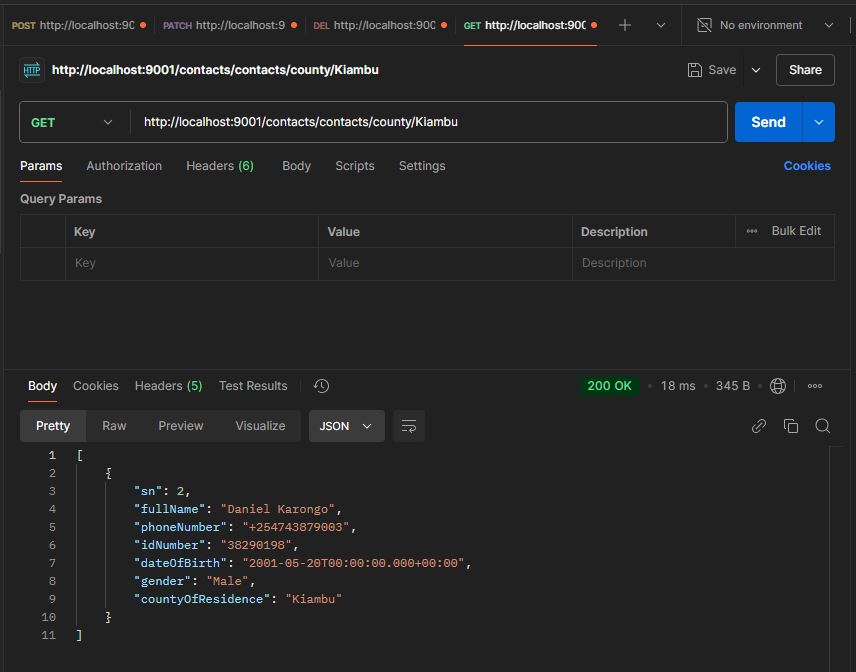 POST http://localhost:90 PATCH http://localhost:9 DEL http://localhost:900 GET http://localhost:900 No environment
HTTP http://localhost:9001/contacts/contacts/county/Kiambu Save Share
GET http://localhost:9001/contacts/contacts/county/Kiambu Send
Params Authorization Headers (6) Body Scripts Settings Cookies
Query Params
Key Value Description Bulk Edit
Key Value Description
Body Cookies Headers (5) Test Results 200 OK • 18 ms • 345 B •
Pretty Raw Preview Visualize JSON
1 [
2 {
3 "sn": 2,
4 "fullName": "Daniel Karongo",
5 "phoneNumber": "+254743879003",
6 "idNumber": "38290198",
7 "dateOfBirth": "2001-05-20T00:00:00.000+00:00",
8 "gender": "Male",
9 "countyOfResidence": "Kiambu"
10 }
11 ]